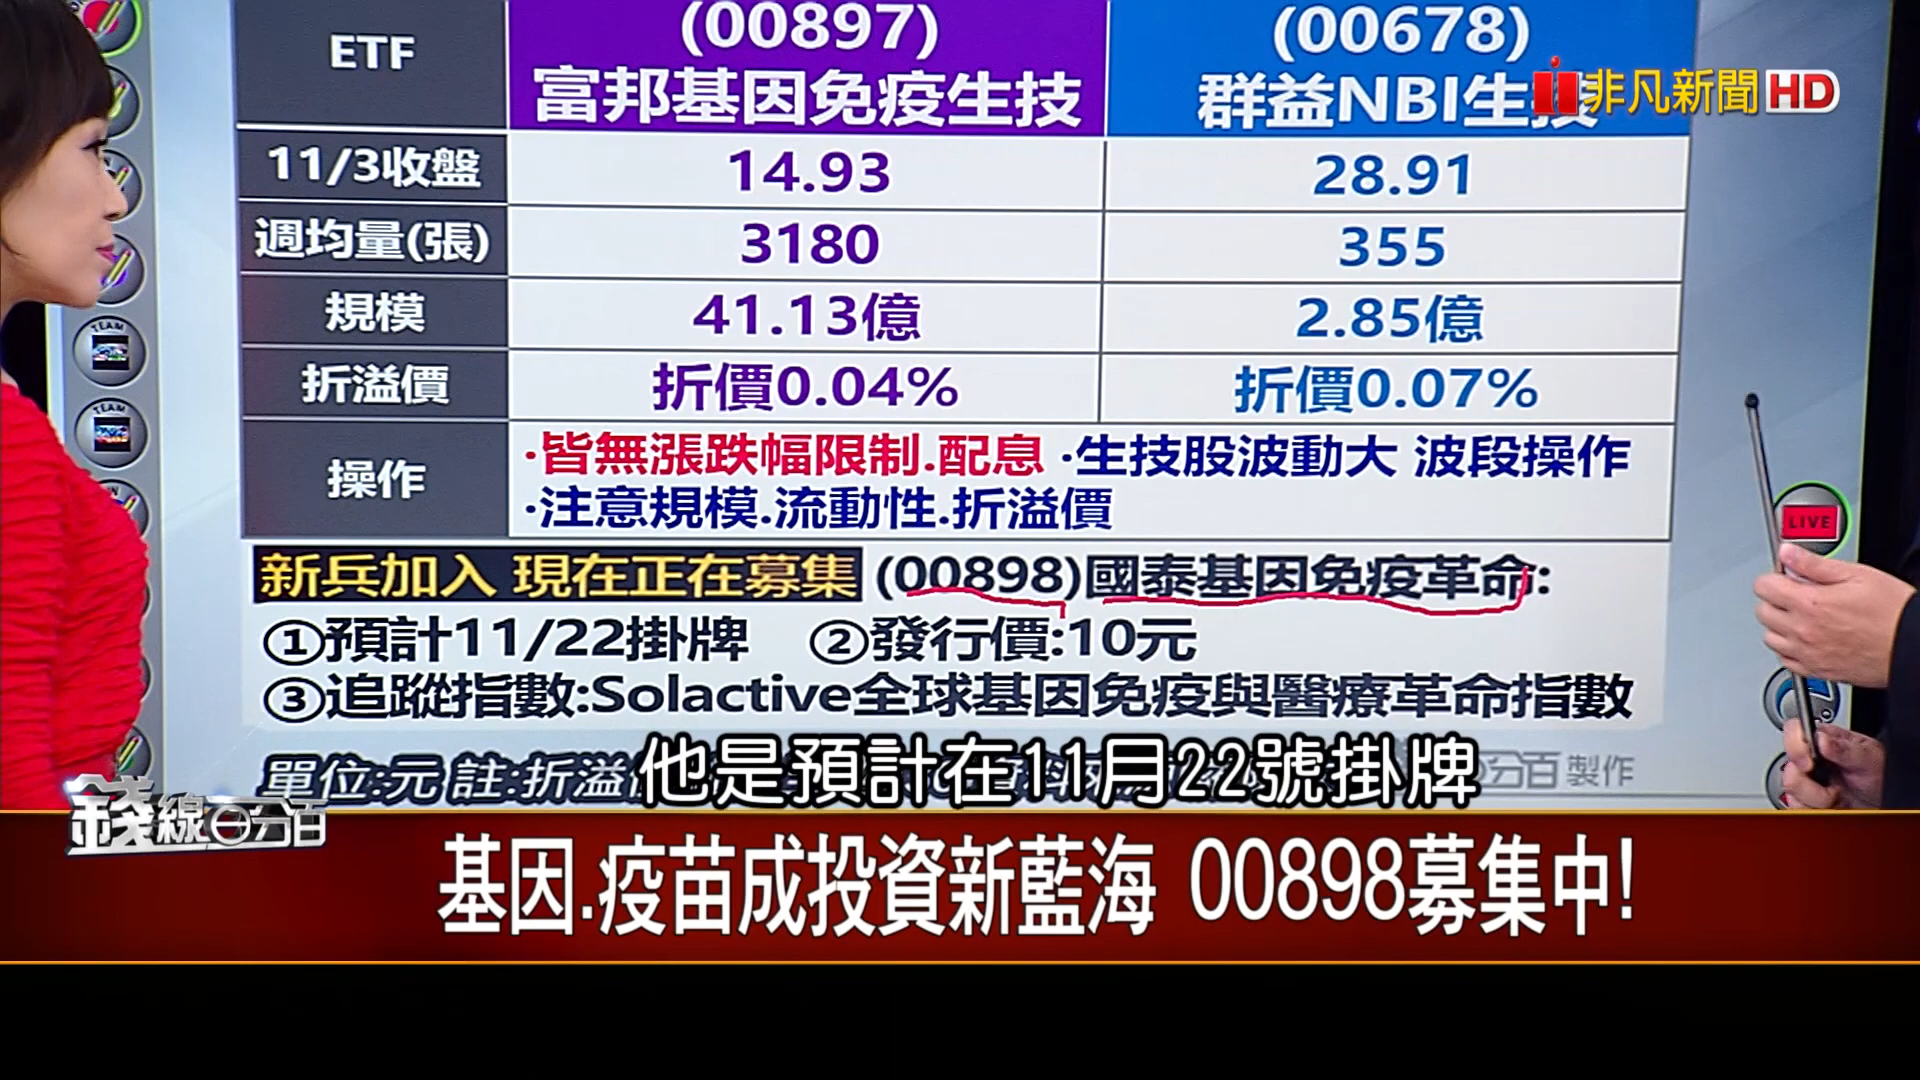 ETF
(00897)
富邦基因免疫生技
(00678)
群益NBI生技
非凡新聞HD
11/3收盤 14.93 28.91
週均量(張) 3180 355
規模 41.13億 2.85億
折溢價 折價0.04% 折價0.07%
操作
·皆無漲跌幅限制.配息 ·生技股波動大 波段操作
·注意規模.流動性.折溢價
TEAM
TEAM
LIVE
新兵加入 現在正在募集 (00898)國泰基因免疫革命:
①預計11/22掛牌 ②發行價:10元
③追蹤指數:Solactive全球基因免疫與醫療革命指數
單位:元 註:折溢
分百製作
他是預計在11月22號掛牌
錢線百分百
基因.疫苗成投資新藍海 00898募集中!